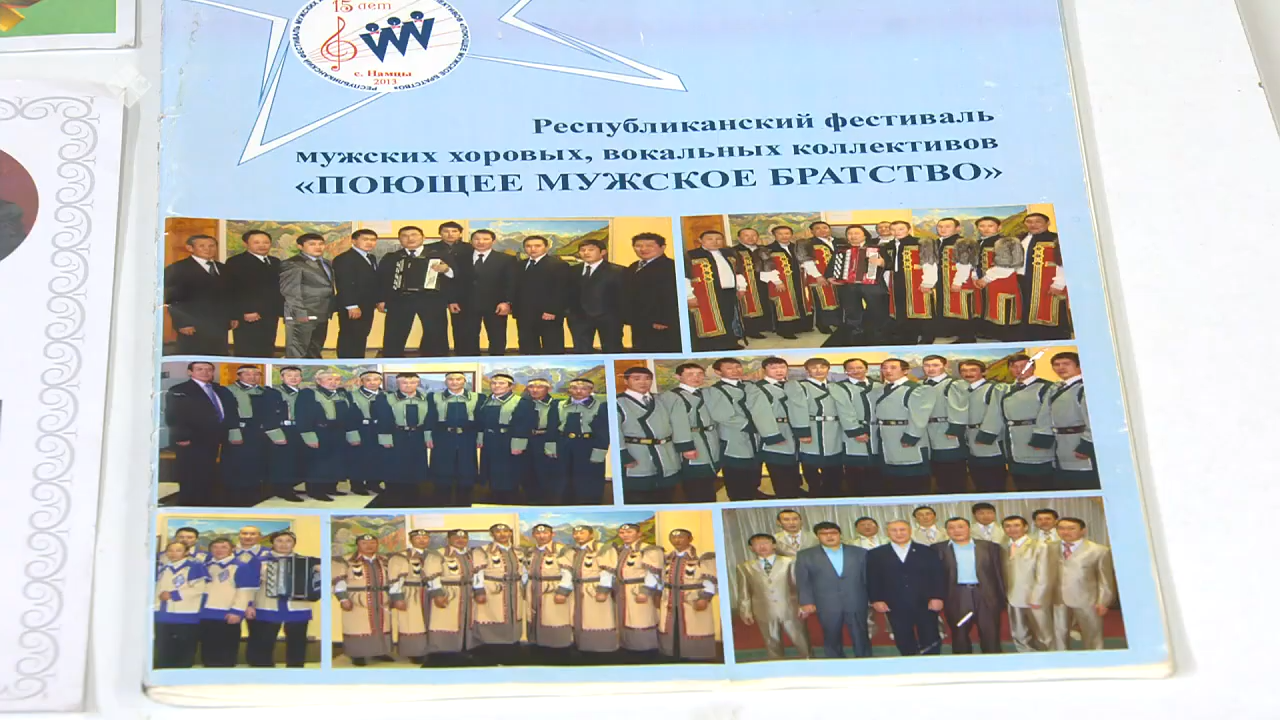 15 лет
с. Намцы
2013
Республиканский фестиваль
мужских хоровых, вокальных коллективов
«ПОЮЩЕЕ МУЖСКОЕ БРАТСТВО»